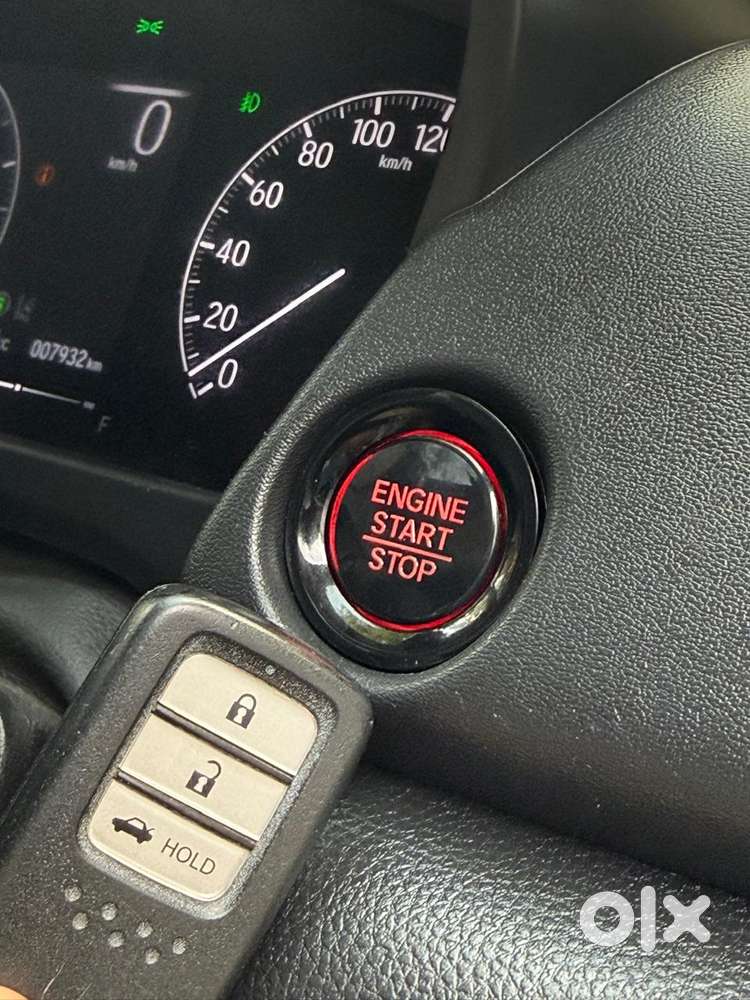 0
km/h
120
100
80
km/h
60
40
20
0
007932 km
F
ENGINE
START
STOP
HOLD
olx